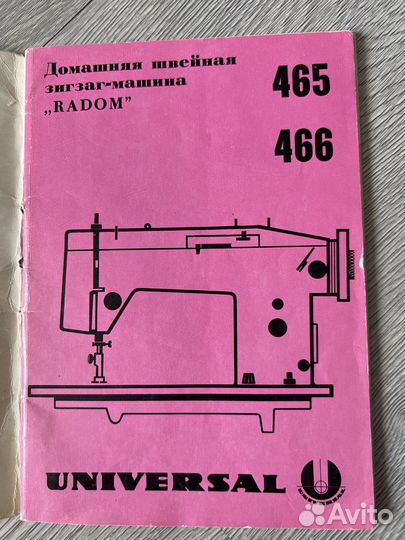 Домашняя швейная
зигзаг-машина
„RADOM”
465
466
UNIVERSAL
Avito